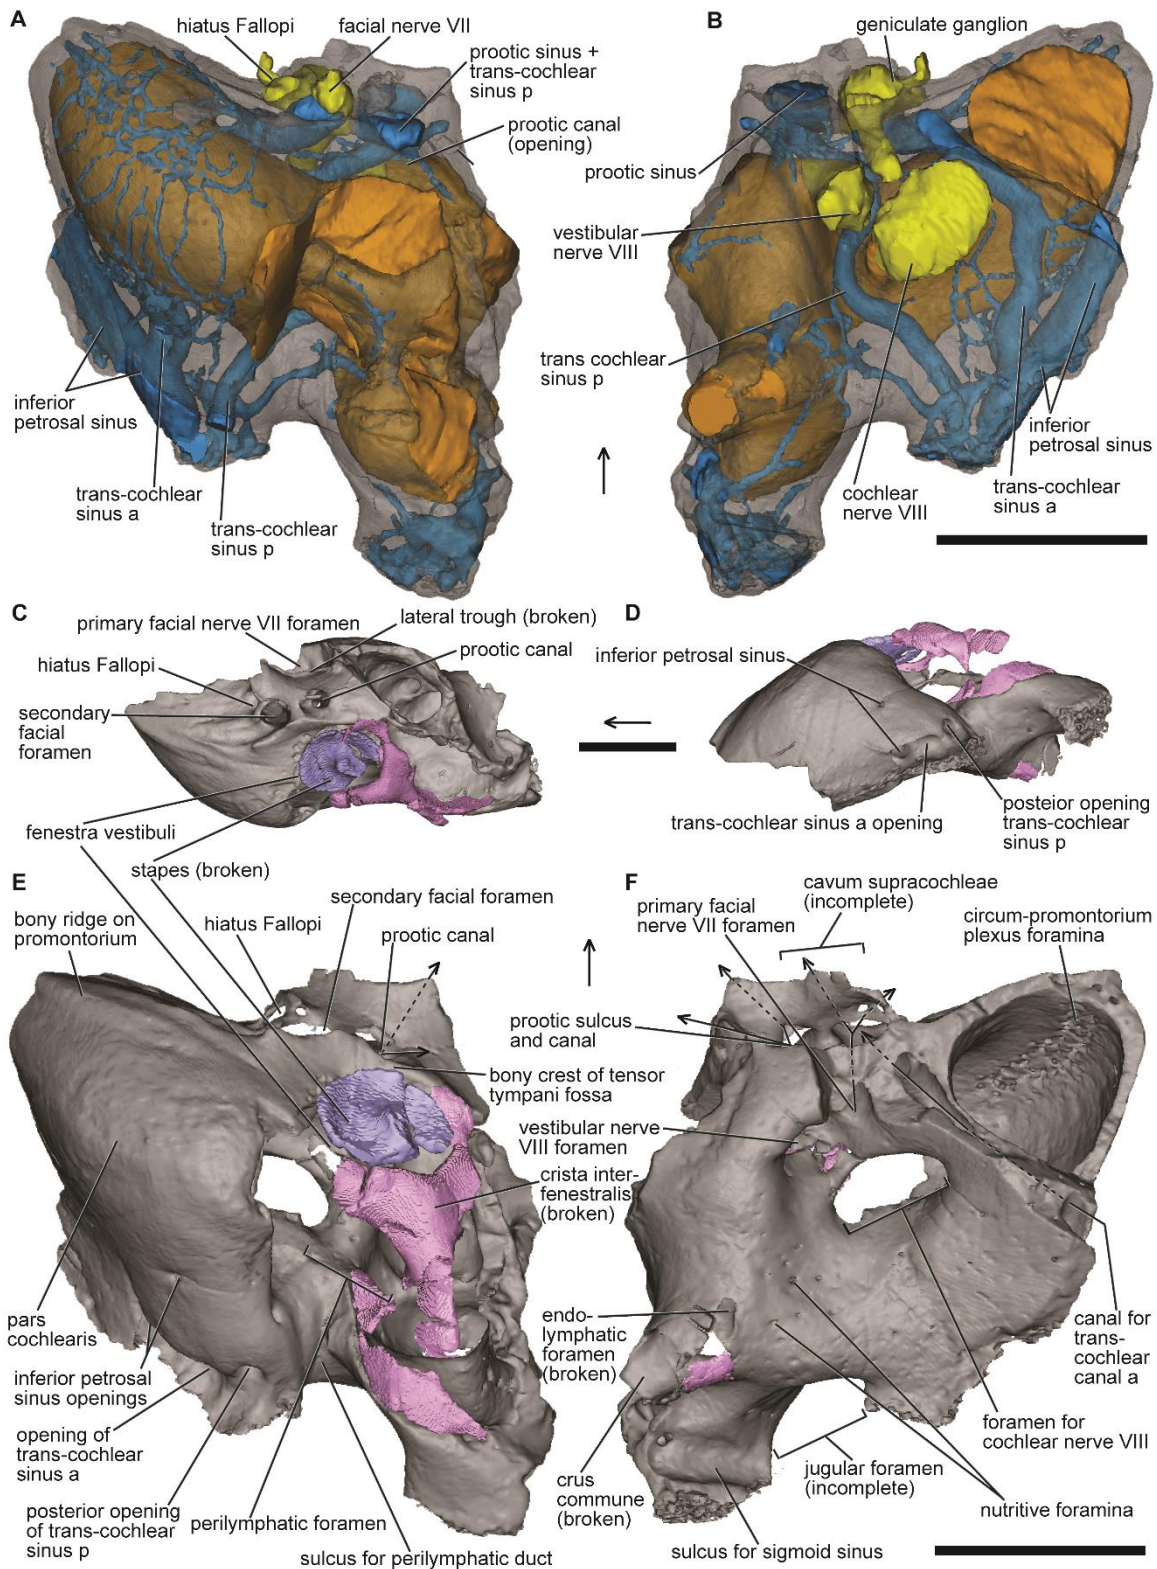 A
hiatus Fallopi
facial nerve VII
prootic sinus +
trans-cochlear
sinus p
prootic canal
(opening)
inferior
petrosal sinus
trans-cochlear
sinus a
trans-cochlear
sinus p
B
geniculate ganglion
prootic sinus
vestibular
nerve VIII
trans cochlear
sinus p
cochlear
nerve VIII
inferior
petrosal sinus
trans-cochlear
sinus a
C
primary facial nerve VII foramen
lateral trough (broken)
hiatus Fallopi
prootic canal
secondary
facial
foramen
fenestra vestibuli
stapes (broken)
D
inferior petrosal sinus
trans-cochlear sinus a opening
posteior opening
trans-cochlear
sinus p
E
bony ridge on
promontorium
hiatus Fallopi
secondary facial foramen
prootic canal
bony crest of tensor
tympani fossa
crista inter-
fenestralis
(broken)
pars
cochlearis
inferior petrosal
sinus openings
opening of
trans-cochlear
sinus a
posterior opening
of trans-cochlear
sinus p
perilymphatic foramen
sulcus for perilymphatic duct
F
cavum supracochleae
(incomplete)
primary facial
nerve VII foramen
circum-promontorium
plexus foramina
prootic sulcus
and canal
vestibular nerve
VIII foramen
endo-
lymphatic
foramen
(broken)
crus
commune
(broken)
sulcus for sigmoid sinus
jugular foramen
(incomplete)
nutritive foramina
foramen for
cochlear nerve VIII
canal for
trans-
cochlear
canal a